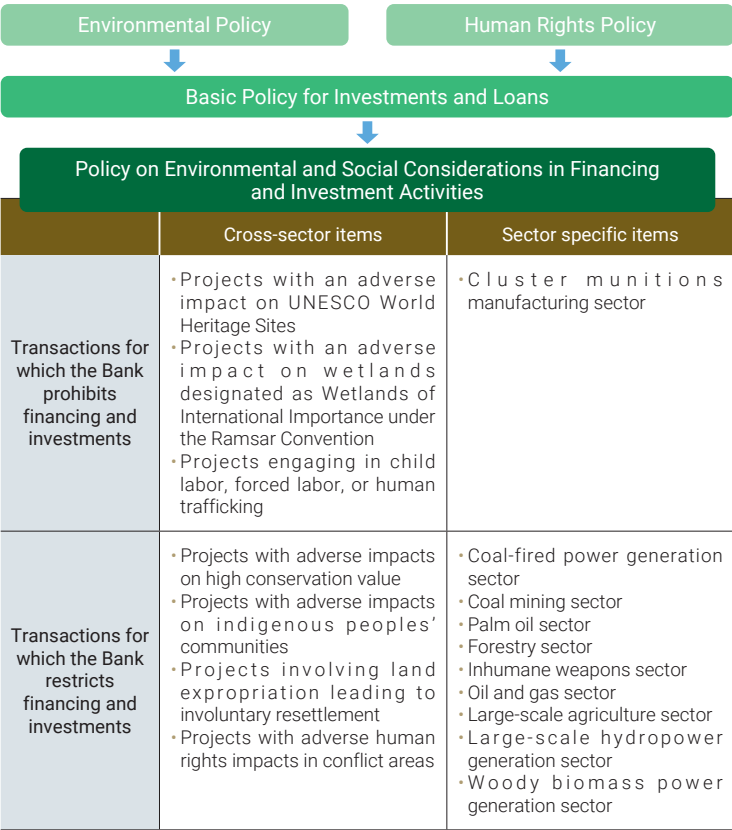 Environmental Policy
Human Rights Policy
Basic Policy for Investments and Loans
Policy on Environmental and Social Considerations in Financing
and Investment Activities
Cross-sector items
Sector specific items
Transactions for
which the Bank
prohibits
financing and
investments
・Projects with an adverse
impact on UNESCO World
Heritage Sites
・Projects with an adverse
impact on wetlands
designated as Wetlands of
International Importance under
the Ramsar Convention
・Projects engaging in child
labor, forced labor, or human
trafficking
・Cluster munitions
manufacturing sector
Transactions for
which the Bank
restricts
financing and
investments
・Projects with adverse impacts
on high conservation value
・Projects with adverse impacts
on indigenous peoples’
communities
・Projects involving land
expropriation leading to
involuntary resettlement
・Projects with adverse human
rights impacts in conflict areas
・Coal-fired power generation
sector
・Coal mining sector
・Palm oil sector
・Forestry sector
・Inhumane weapons sector
・Oil and gas sector
・Large-scale agriculture sector
・Large-scale hydropower
generation sector
・Woody biomass power
generation sector